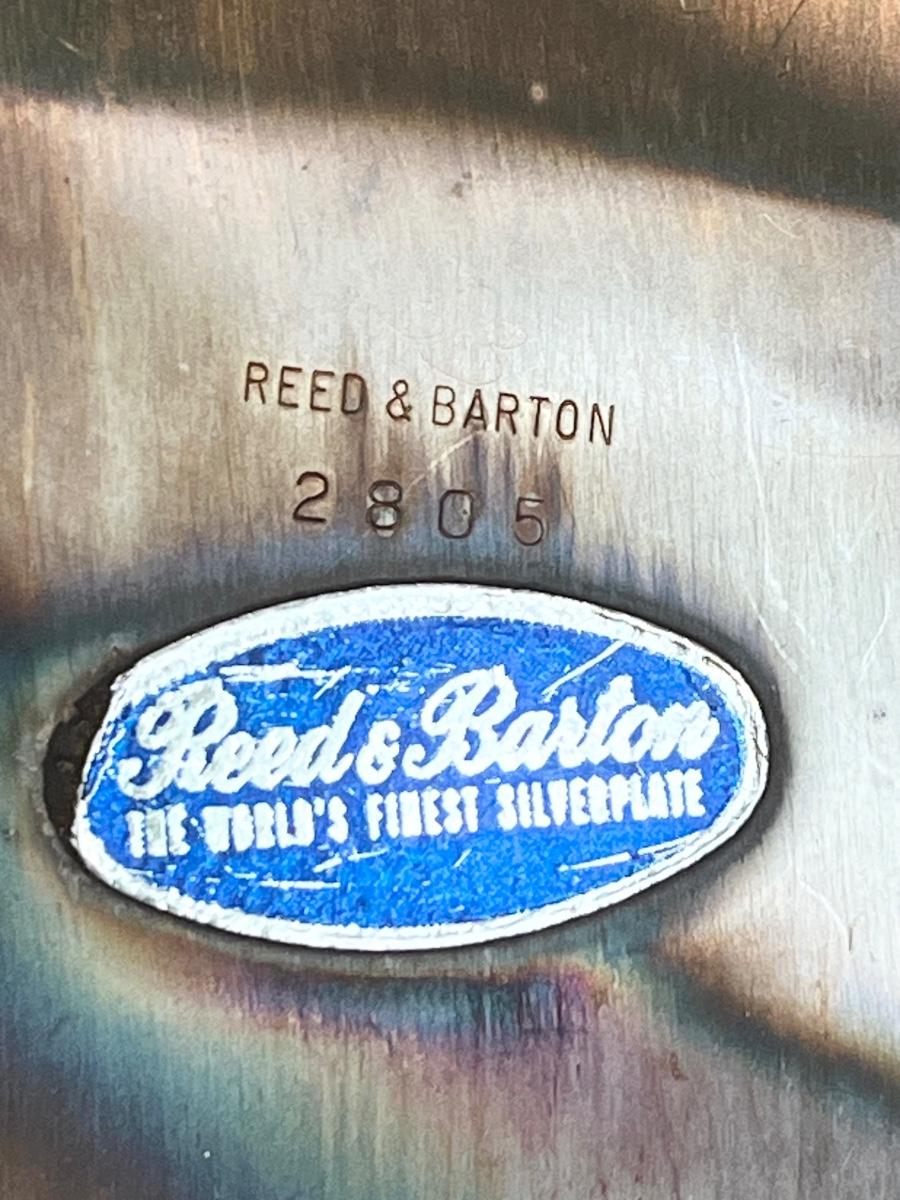 REED & BARTON
2805
Reed & Barton
THE WORLD'S FINEST SILVERPLATE